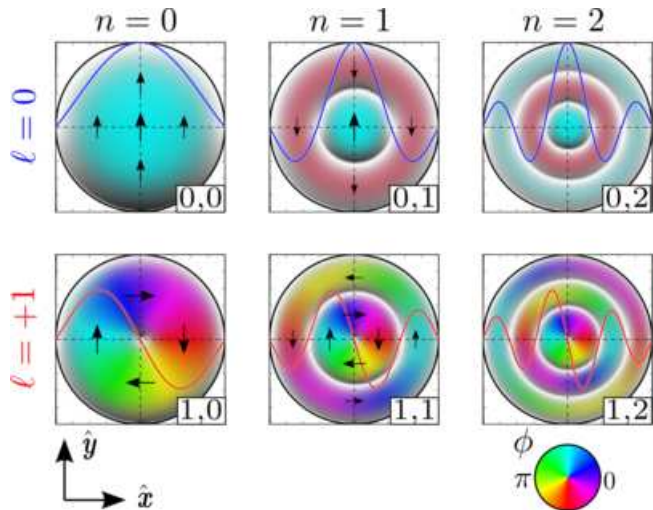 n = 0
n = 1
n = 2
ℓ = 0
0,0
0,1
0,2
ℓ = +1
1,0
1,1
1,2
ŷ
x̂
ϕ
π
0